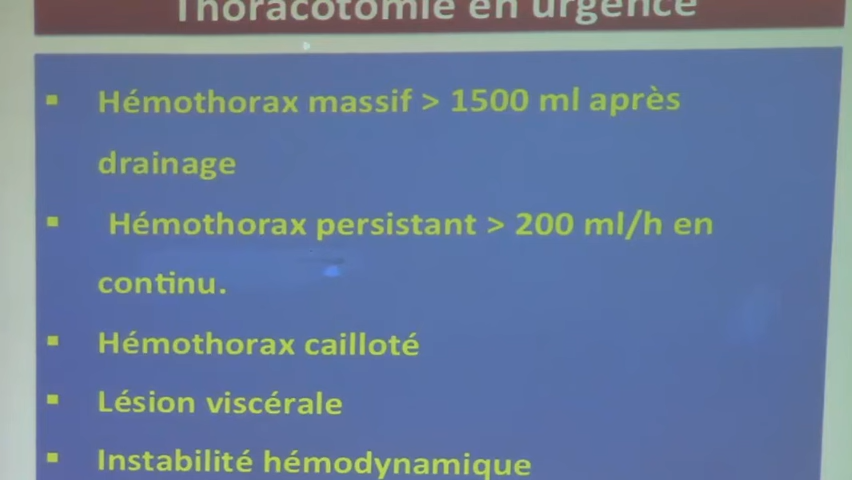 Thoracotomie en urgence
▪ Hémothorax massif > 1500 ml après
drainage
▪ Hémothorax persistant > 200 ml/h en
continu.
▪ Hémothorax cailloté
▪ Lésion viscérale
▪ Instabilité hémodynamique